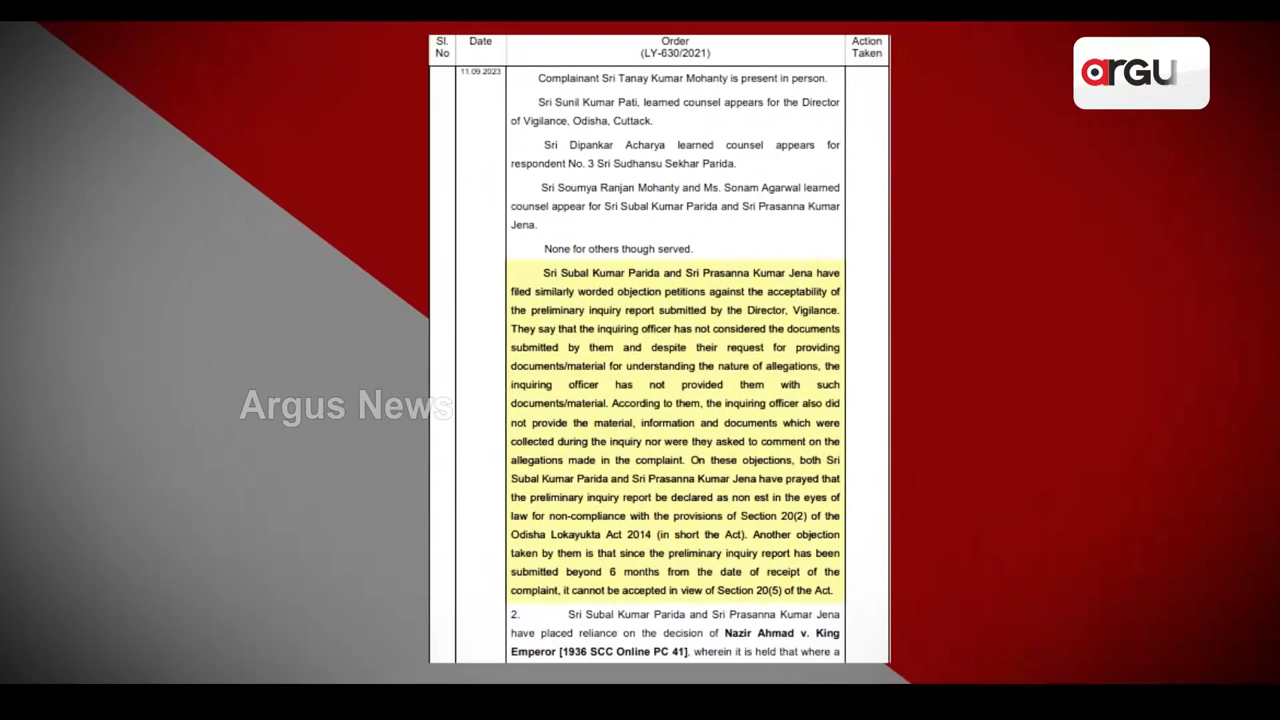 Sl. No
Date
Order
(LY-630/2021)
Action Taken
11.09.2023
Complainant Sri Tanay Kumar Mohanty is present in person.
Sri Sunil Kumar Pati, learned counsel appears for the Director
of Vigilance, Odisha, Cuttack.
Sri Dipankar Acharya learned counsel appears for
respondent No. 3 Sri Sudhansu Sekhar Parida.
Sri Soumya Ranjan Mohanty and Ms. Sonam Agarwal learned
counsel appear for Sri Subal Kumar Parida and Sri Prasanna Kumar
Jena.
None for others though served.
Sri Subal Kumar Parida and Sri Prasanna Kumar Jena have
filed similarly worded objection petitions against the acceptability of
the preliminary inquiry report submitted by the Director, Vigilance.
They say that the inquiring officer has not considered the documents
submitted by them and despite their request for providing
documents/material for understanding the nature of allegations, the
inquiring officer has not provided them with such
documents/material. According to them, the inquiring officer also did
not provide the material, information and documents which were
collected during the inquiry nor were they asked to comment on the
allegations made in the complaint. On these objections, both Sri
Subal Kumar Parida and Sri Prasanna Kumar Jena have prayed that
the preliminary inquiry report be declared as non est in the eyes of
law for non-compliance with the provisions of Section 20(2) of the
Odisha Lokayukta Act 2014 (in short the Act). Another objection
taken by them is that since the preliminary inquiry report has been
submitted beyond 6 months from the date of receipt of the
complaint, it cannot be accepted in view of Section 20(5) of the Act.
2. Sri Subal Kumar Parida and Sri Prasanna Kumar Jena
have placed reliance on the decision of Nazir Ahmad v. King
Emperor [1936 SCC Online PC 41], wherein it is held that where a
Argus News
aRGU